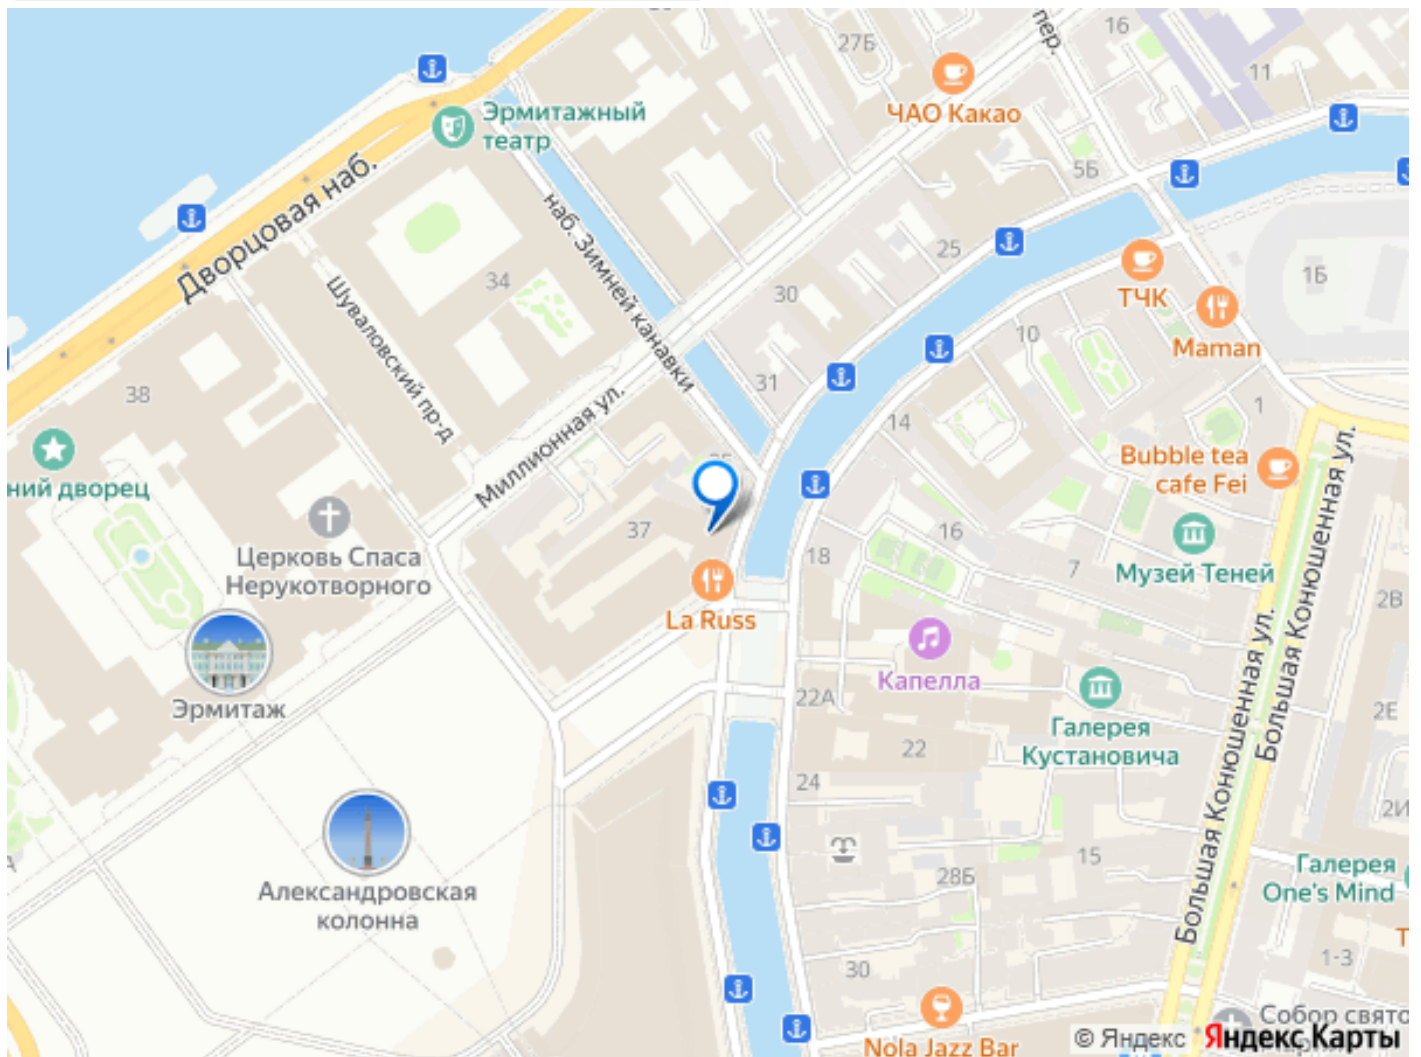 пер.
16
27Б
11
ЧАО Какао
Эрмитажный
театр
Дворцовая наб.
5Б
наб. Зимней канавки
25
34
30
ТЧК
1Б
Шуваловский пр-д
10
Maman
31
38
Миллионная ул.
14
1
Bubble tea
cafe Fei
ний дворец
37
16
18
7
Музей Теней
Церковь Спаса
Нерукотворного
La Russ
2В
Капелла
Эрмитаж
22А
Большая Конюшенная ул.
Большая Конюшенная ул.
2Е
Галерея
Кустановича
22
24
2И
15
28Б
Галерея
One's Mind
Александровская
колонна
30
1-3
Nola Jazz Bar
Собор свято
© Яндекс
Яндекс Карты